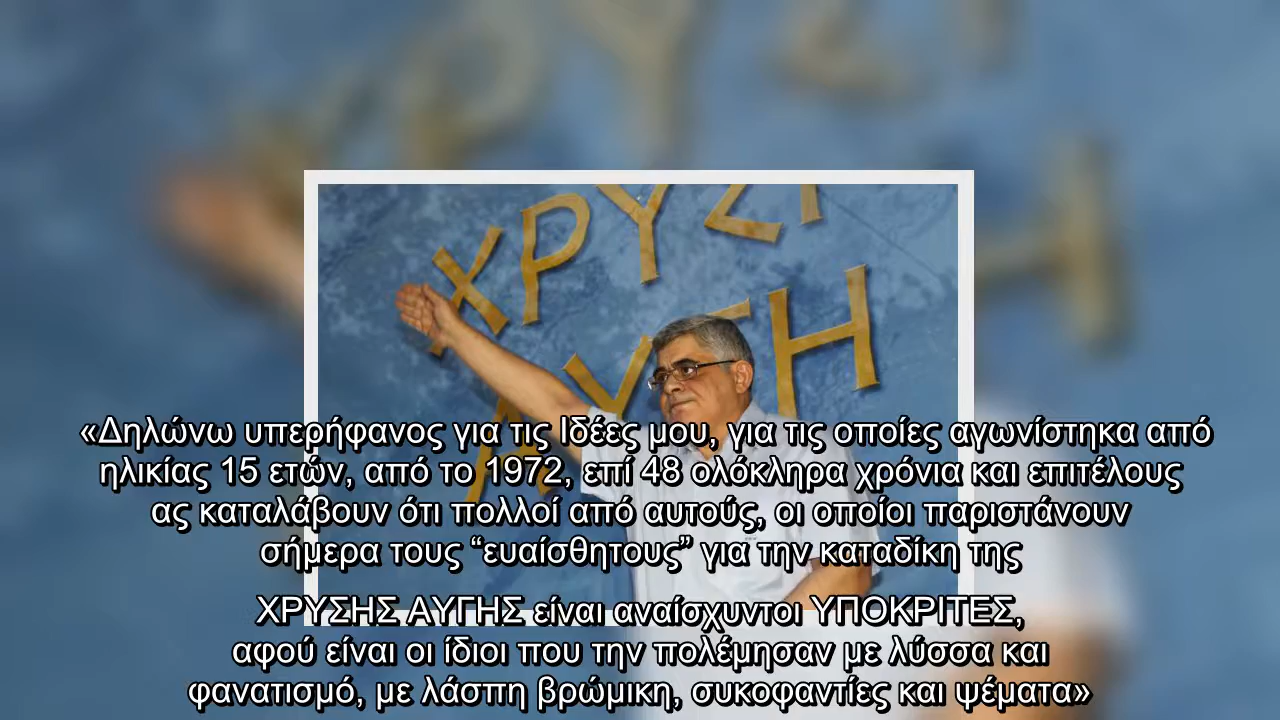 ΧΡΥΣΗ
ΑΥΓΗ
«Δηλώνω υπερήφανος για τις Ιδέες μου, για τις οποίες αγωνίστηκα από
ηλικίας 15 ετών, από το 1972, επί 48 ολόκληρα χρόνια και επιτέλους
ας καταλάβουν ότι πολλοί από αυτούς, οι οποίοι παριστάνουν
σήμερα τους “ευαίσθητους” για την καταδίκη της
ΧΡΥΣΗΣ ΑΥΓΗΣ είναι αναίσχυντοι ΥΠΟΚΡΙΤΕΣ,
αφού είναι οι ίδιοι που την πολέμησαν με λύσσα και
φανατισμό, με λάσπη βρώμικη, συκοφαντίες και ψέματα»